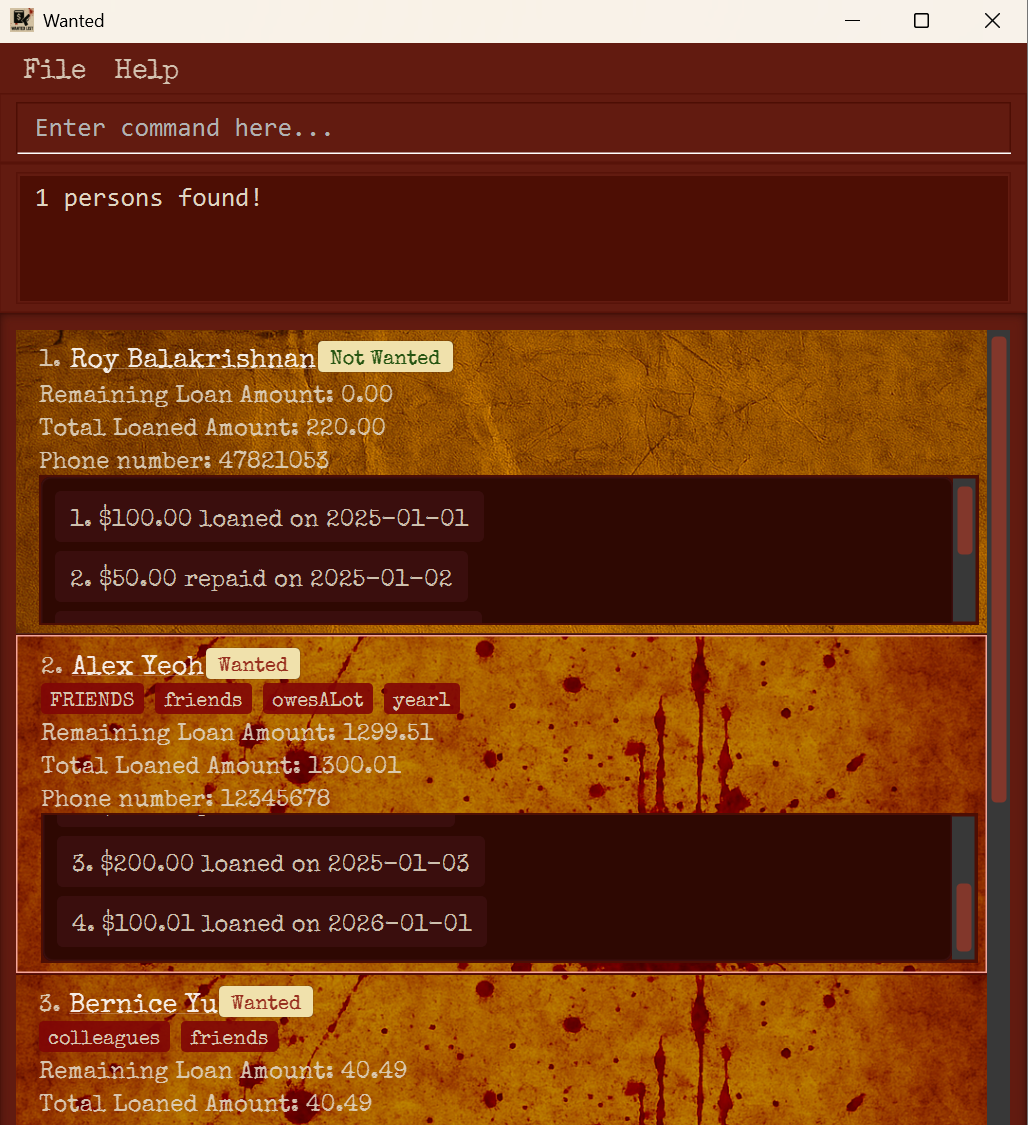 Wanted
File Help
Enter command here...
1 persons found!
1. Roy Balakrishnan Not Wanted
Remaining Loan Amount: 0.00
Total Loaned Amount: 220.00
Phone number: 47821053
1. $100.00 loaned on 2025-01-01
2. $50.00 repaid on 2025-01-02
2. Alex Yeoh Wanted
FRIENDS friends owesALot yearl
Remaining Loan Amount: 1299.51
Total Loaned Amount: 1300.01
Phone number: 12345678
3. $200.00 loaned on 2025-01-03
4. $100.01 loaned on 2026-01-01
3. Bernice Yu Wanted
colleagues friends
Remaining Loan Amount: 40.49
Total Loaned Amount: 40.49